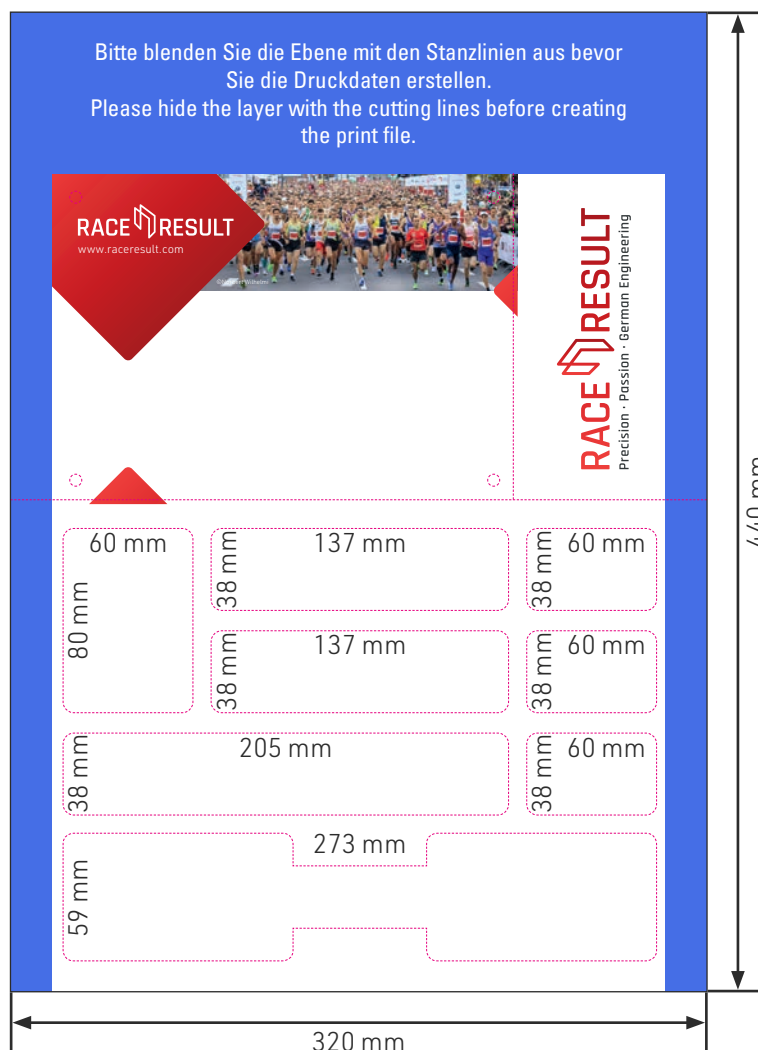 Bitte blenden Sie die Ebene mit den Stanzlinien aus bevor
Sie die Druckdaten erstellen.
Please hide the layer with the cutting lines before creating
the print file.
RACE RESULT
www.raceresult.com
RACE RESULT
Precision · Passion · German Engineering
440 mm
60 mm
80 mm
137 mm
38 mm
60 mm
38 mm
137 mm
38 mm
60 mm
38 mm
205 mm
38 mm
60 mm
38 mm
273 mm
59 mm
320 mm